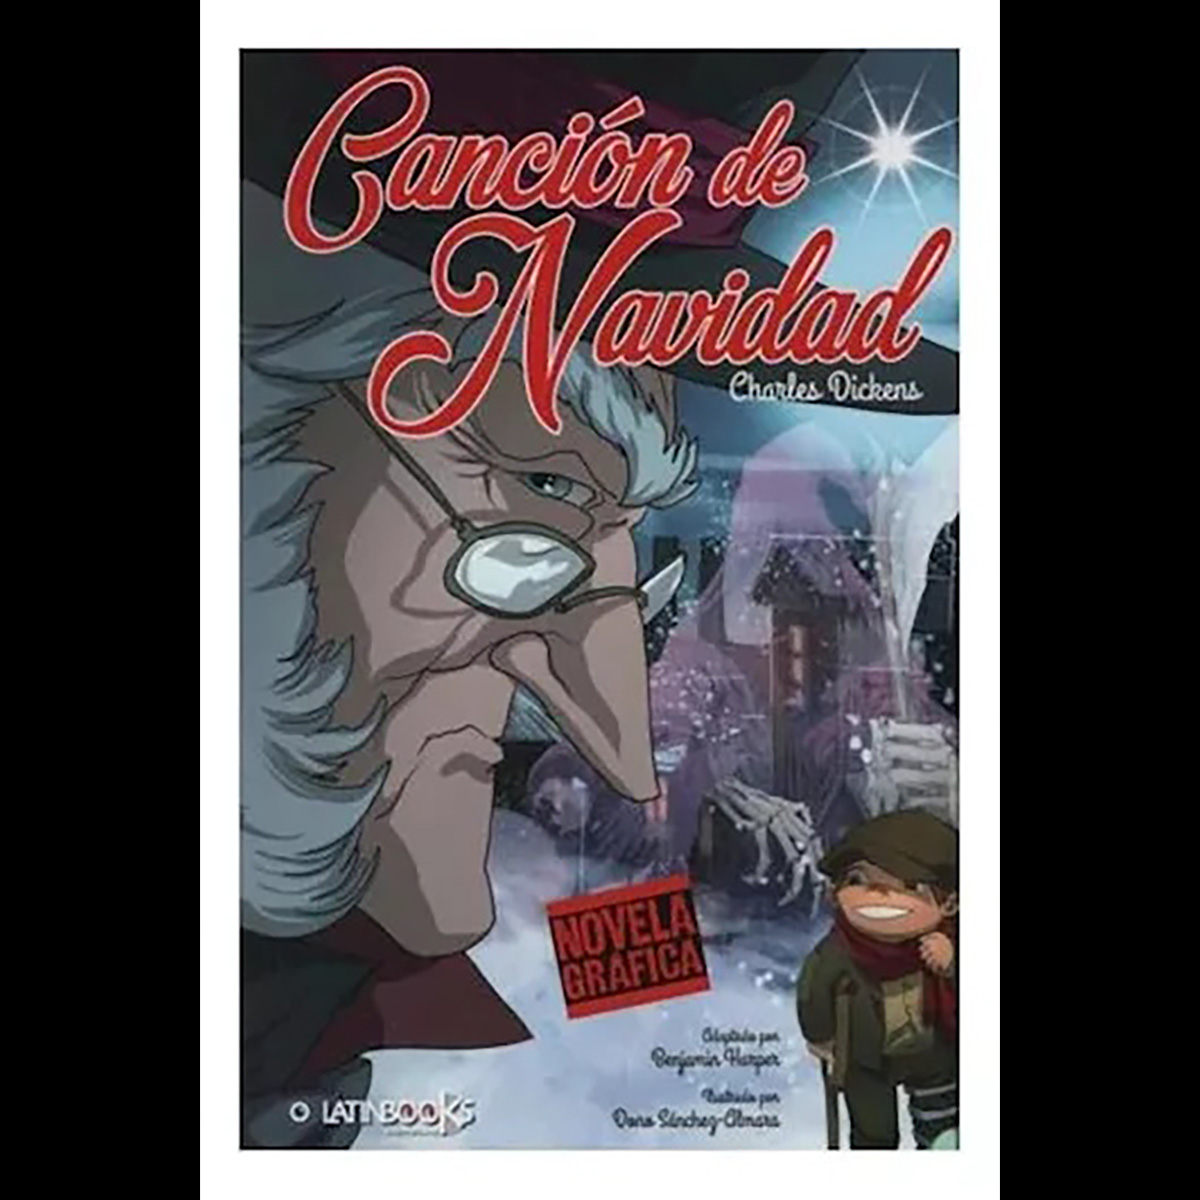 Canción de
Navidad
Charles Dickens
NOVELA
GRÁFICA
Adaptado por
Benjamin Harper
Ilustrado por
Dono Sánchez-Almara
LATINBOOKS